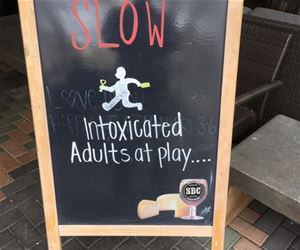 SLOW
Intoxicated
Adults at play....
SBC